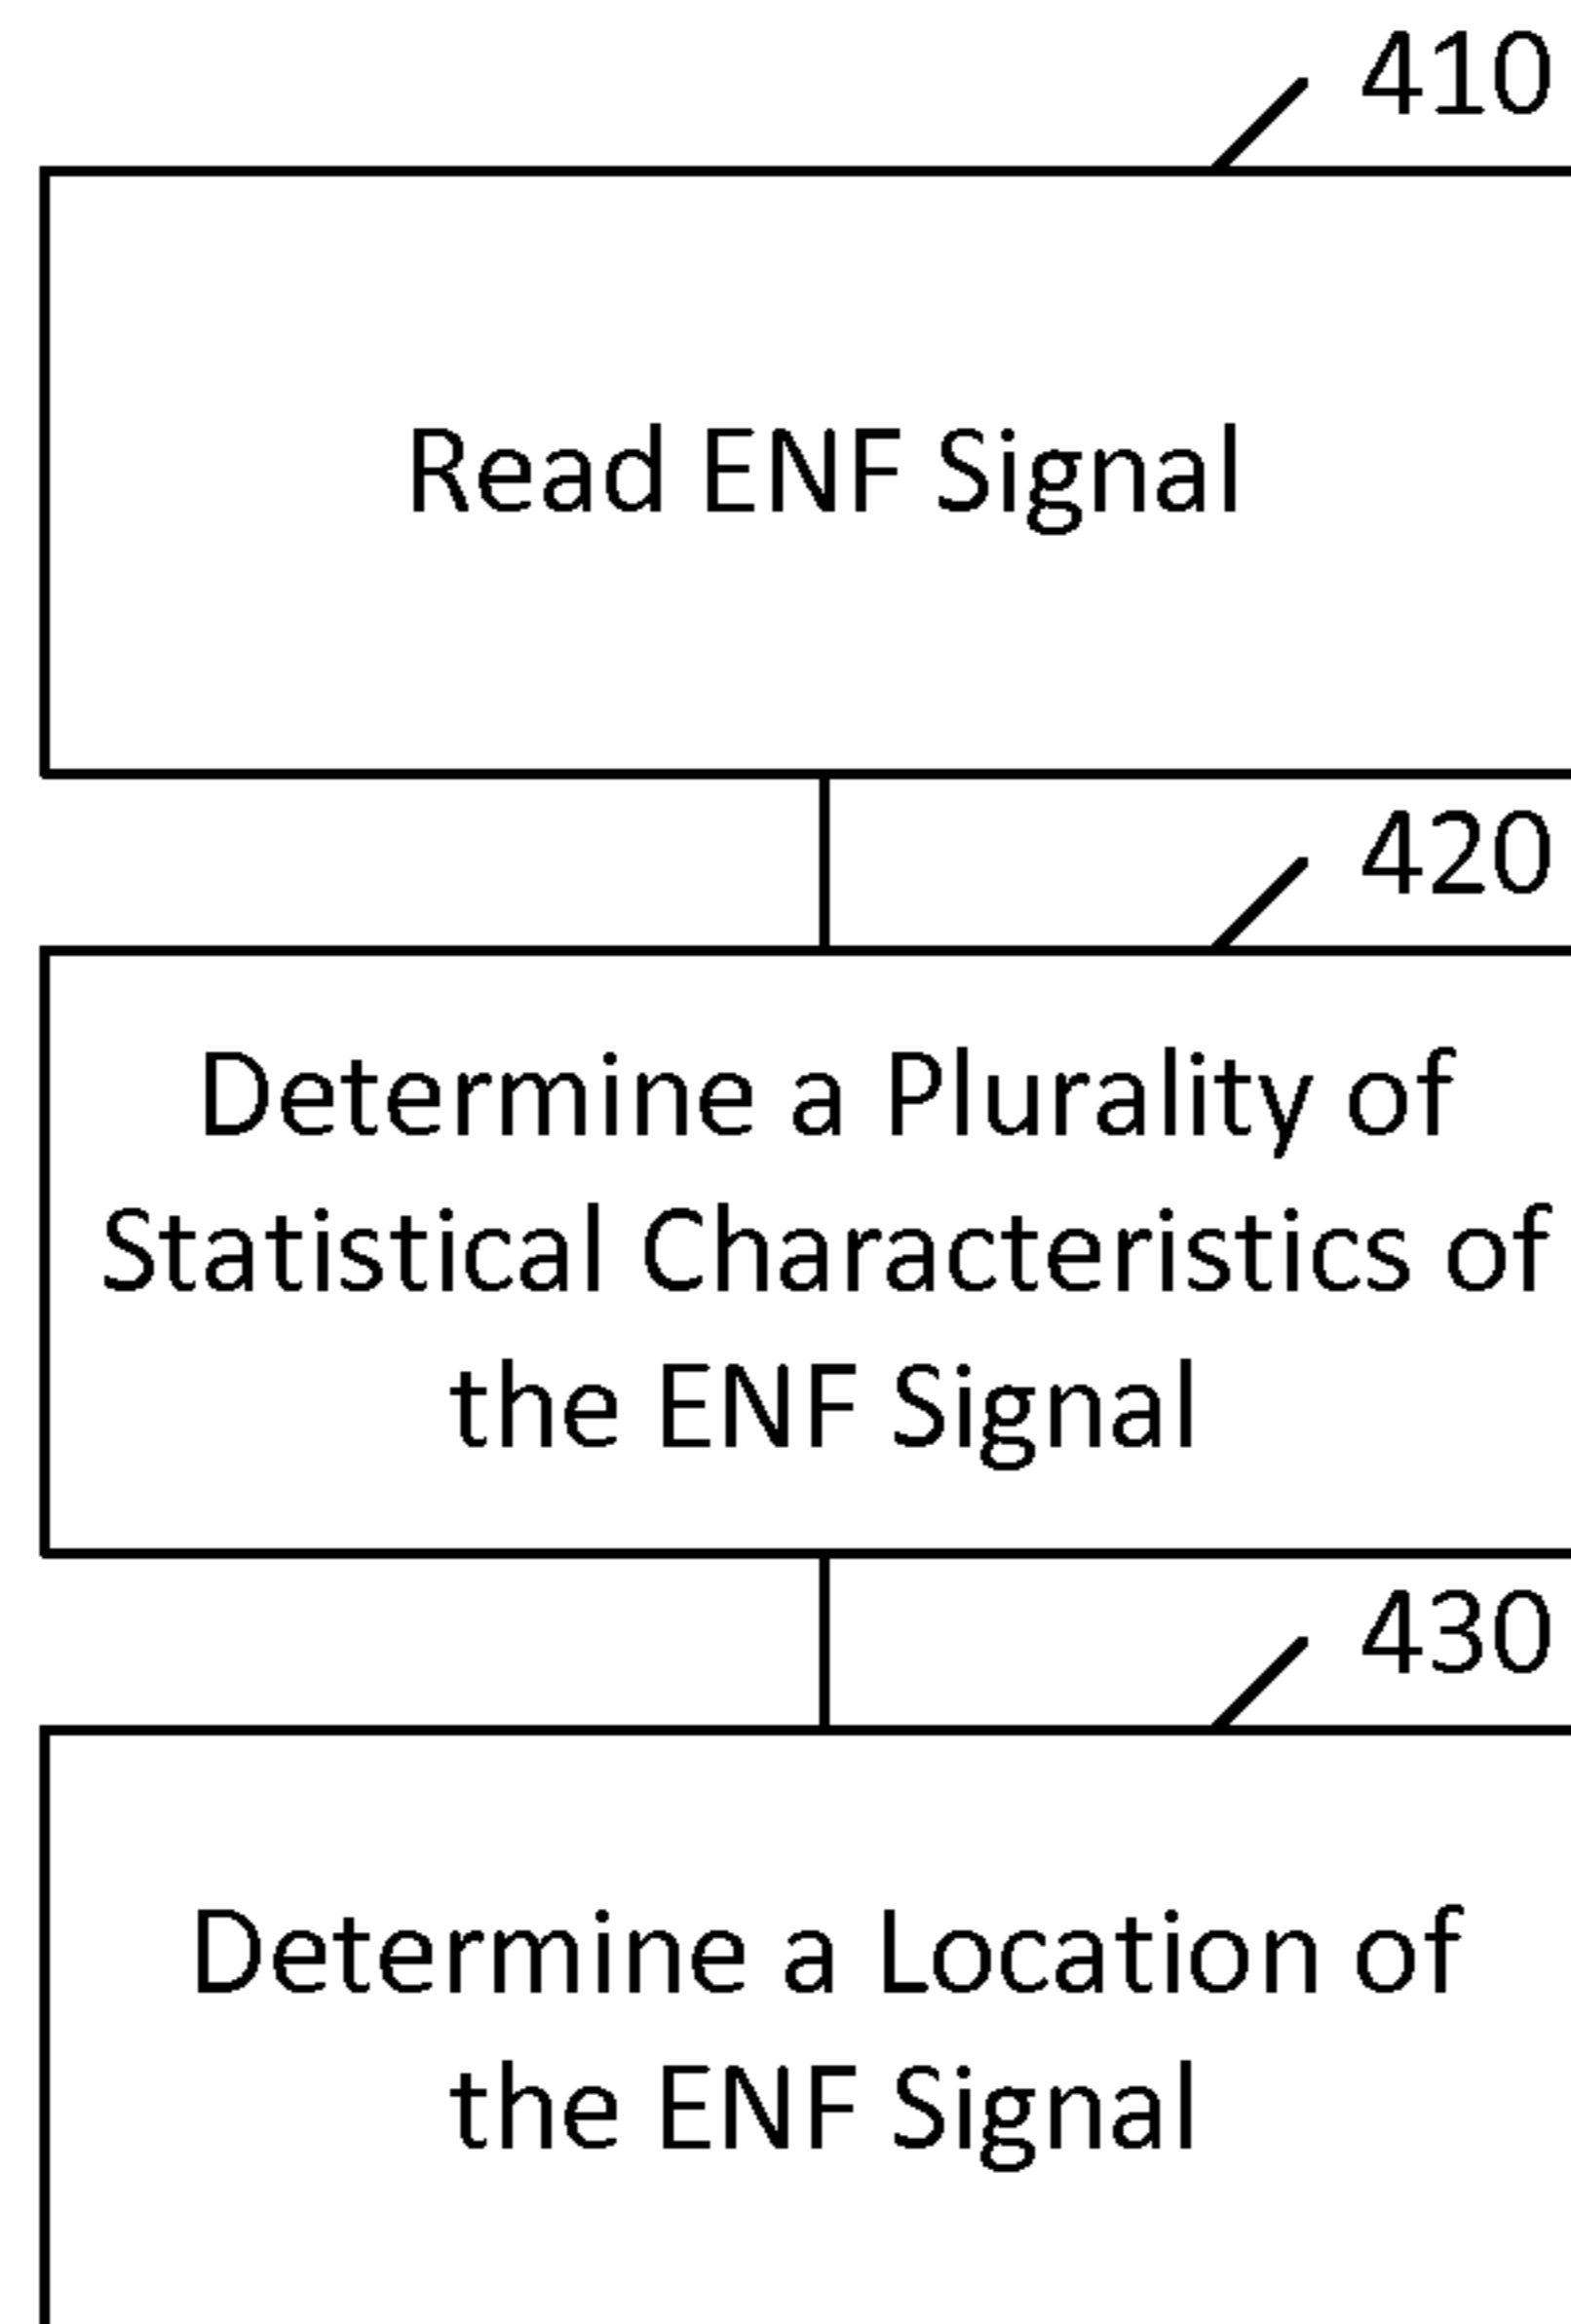 410
Read ENF Signal
420
Determine a Plurality of
Statistical Characteristics of
the ENF Signal
430
Determine a Location of
the ENF Signal